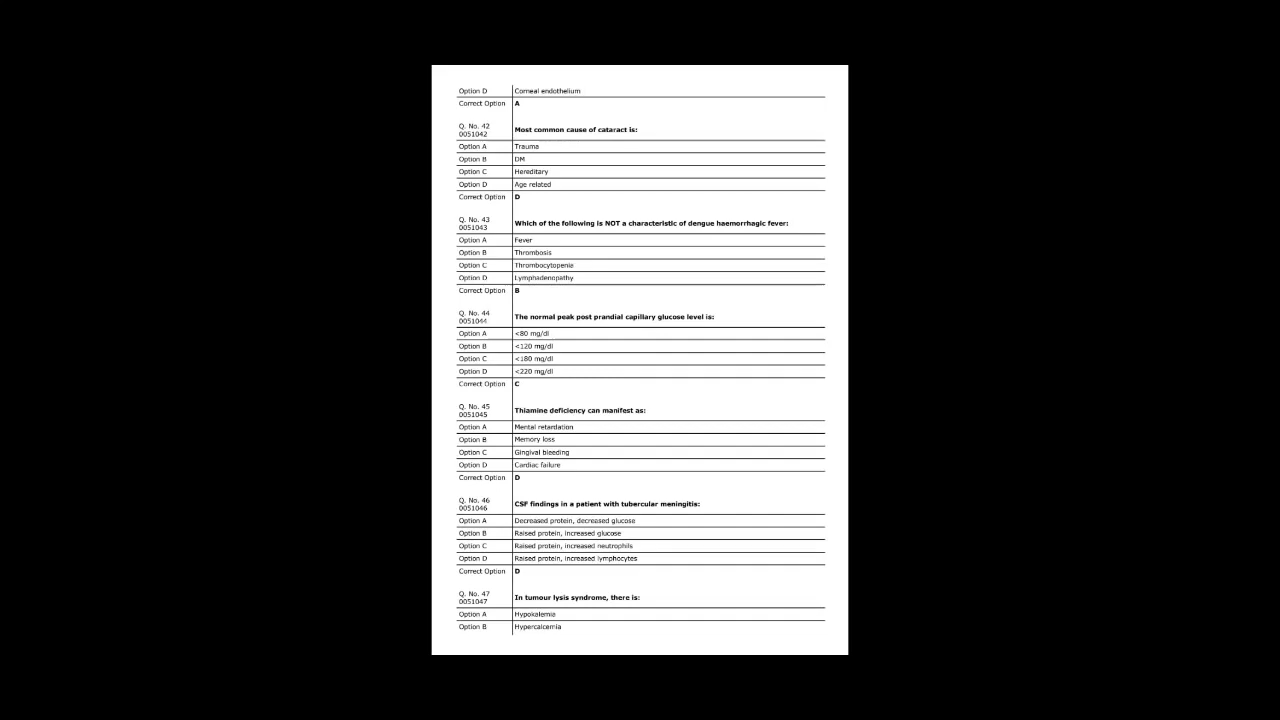 Option D Corneal endothelium
Correct Option A
Q. No. 42
0051042
Most common cause of cataract is:
Option A Trauma
Option B DM
Option C Hereditary
Option D Age related
Correct Option D
Q. No. 43
0051043
Which of the following is NOT a characteristic of dengue haemorrhagic fever:
Option A Fever
Option B Thrombosis
Option C Thrombocytopenia
Option D Lymphadenopathy
Correct Option B
Q. No. 44
0051044
The normal peak post prandial capillary glucose level is:
Option A <80 mg/dl
Option B <120 mg/dl
Option C <180 mg/dl
Option D <220 mg/dl
Correct Option C
Q. No. 45
0051045
Thiamine deficiency can manifest as:
Option A Mental retardation
Option B Memory loss
Option C Gingival bleeding
Option D Cardiac failure
Correct Option D
Q. No. 46
0051046
CSF findings in a patient with tubercular meningitis:
Option A Decreased protein, decreased glucose
Option B Raised protein, increased glucose
Option C Raised protein, increased neutrophils
Option D Raised protein, increased lymphocytes
Correct Option D
Q. No. 47
0051047
In tumour lysis syndrome, there is:
Option A Hypokalemia
Option B Hypercalcemia